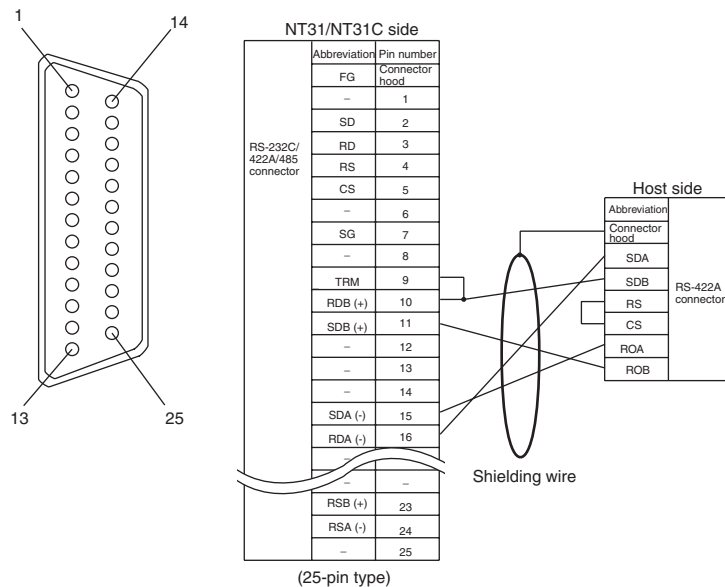 1
14
13
25
NT31/NT31C side
Abbreviation Pin number
FG Connector hood
– 1
SD 2
RD 3
RS 4
CS 5
– 6
SG 7
– 8
TRM 9
RDB (+) 10
SDB (+) 11
– 12
– 13
– 14
SDA (-) 15
RDA (-) 16
–
– –
RSB (+) 23
RSA (-) 24
– 25
RS-232C/
422A/485
connector
(25-pin type)
Shielding wire
Host side
Abbreviation
Connector
hood
SDA
SDB
RS
CS
ROA
ROB
RS-422A
connector